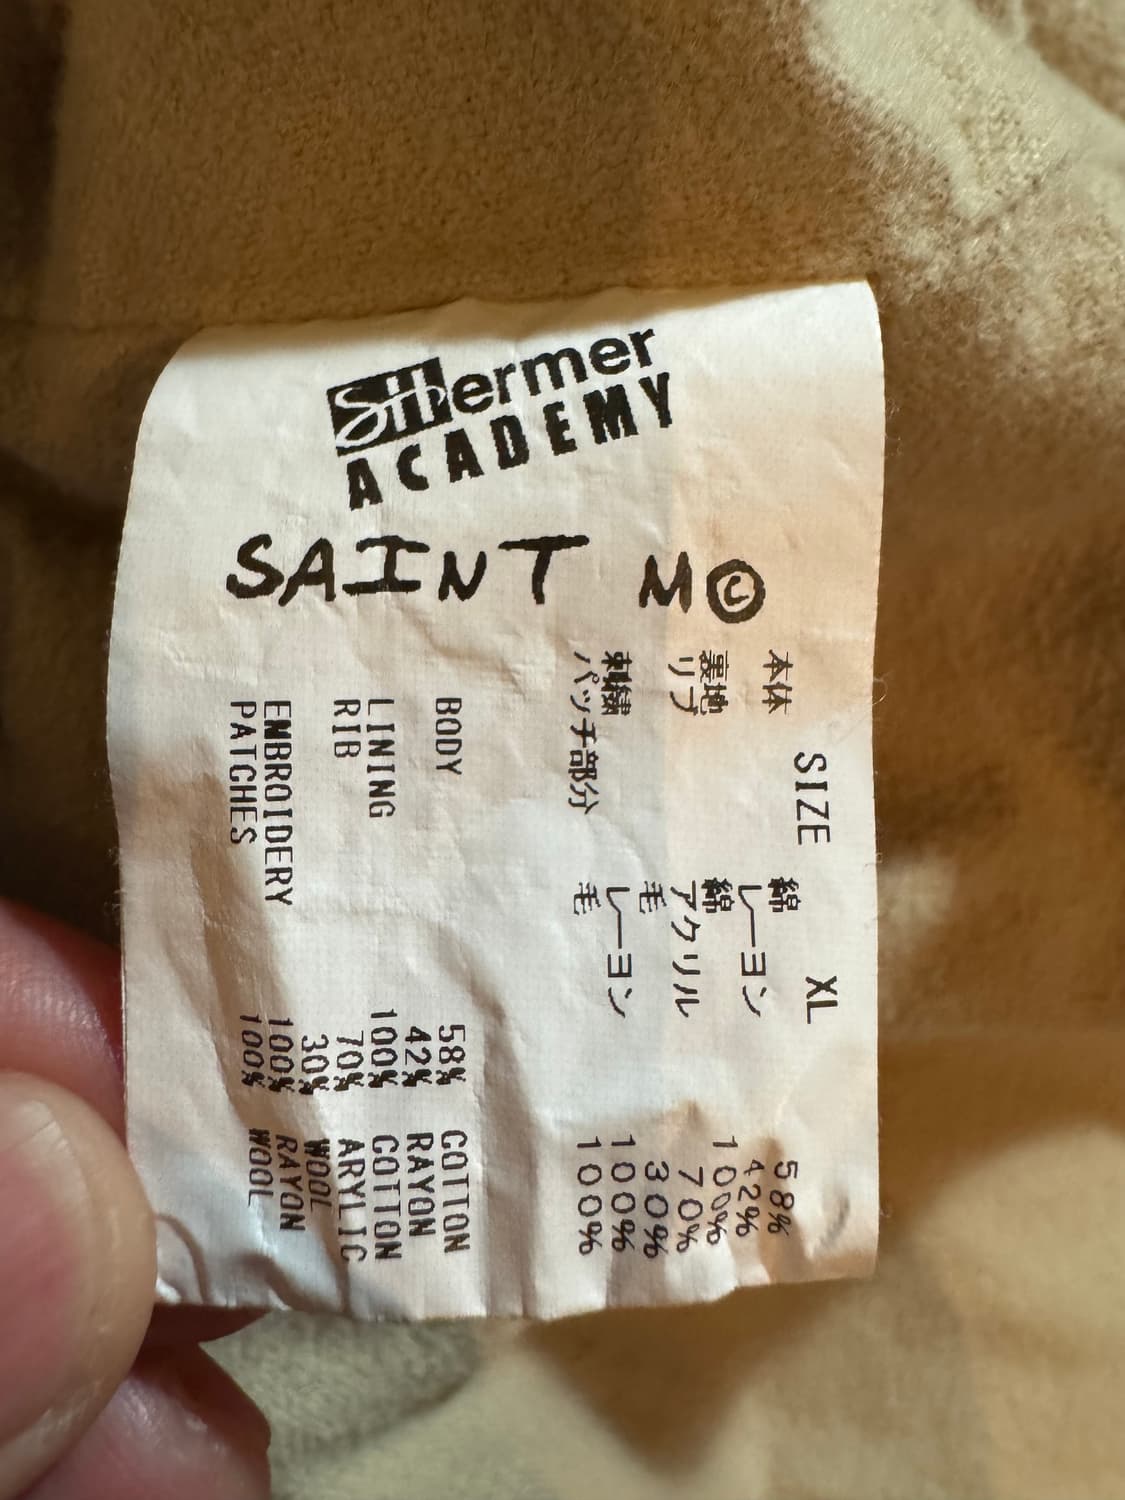 SHermer
ACADEMY
SAINT M©
SIZE XL
本体 綿 58%
レーヨン 42%
裏地 綿 100%
リブ アクリル 70%
毛 30%
刺繍 レーヨン 100%
パッチ部分 毛 100%
BODY 58% COTTON
42% RAYON
LINING 100% COTTON
RIB 70% ARYLIC
30% WOOL
EMBROIDERY 100% RAYON
PATCHES 100% WOOL